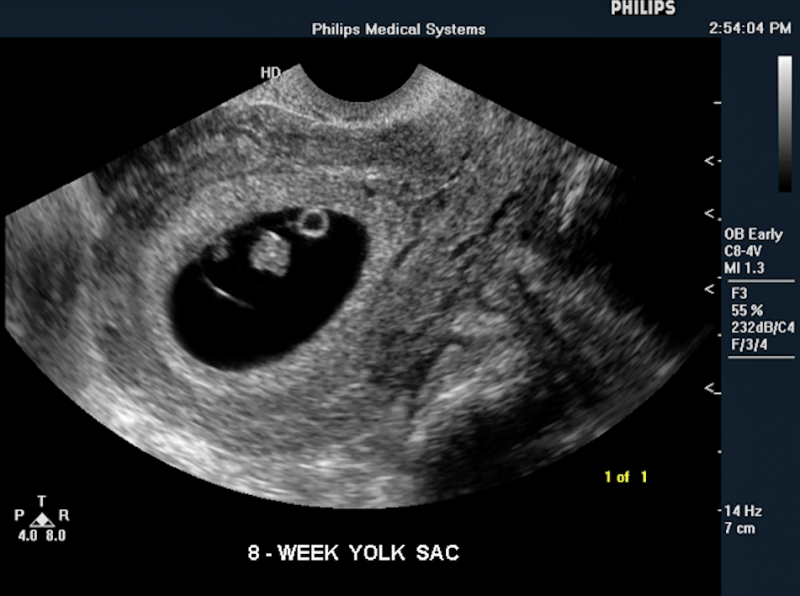 PHILIPS
Philips Medical Systems
2:54:04 PM
HD
OB Early
C8-4V
MI 1.3
F3
55 %
232dB/C4
F/3/4
1 of 1
14 Hz
7 cm
T
P R
4.0 8.0
8 - WEEK YOLK SAC